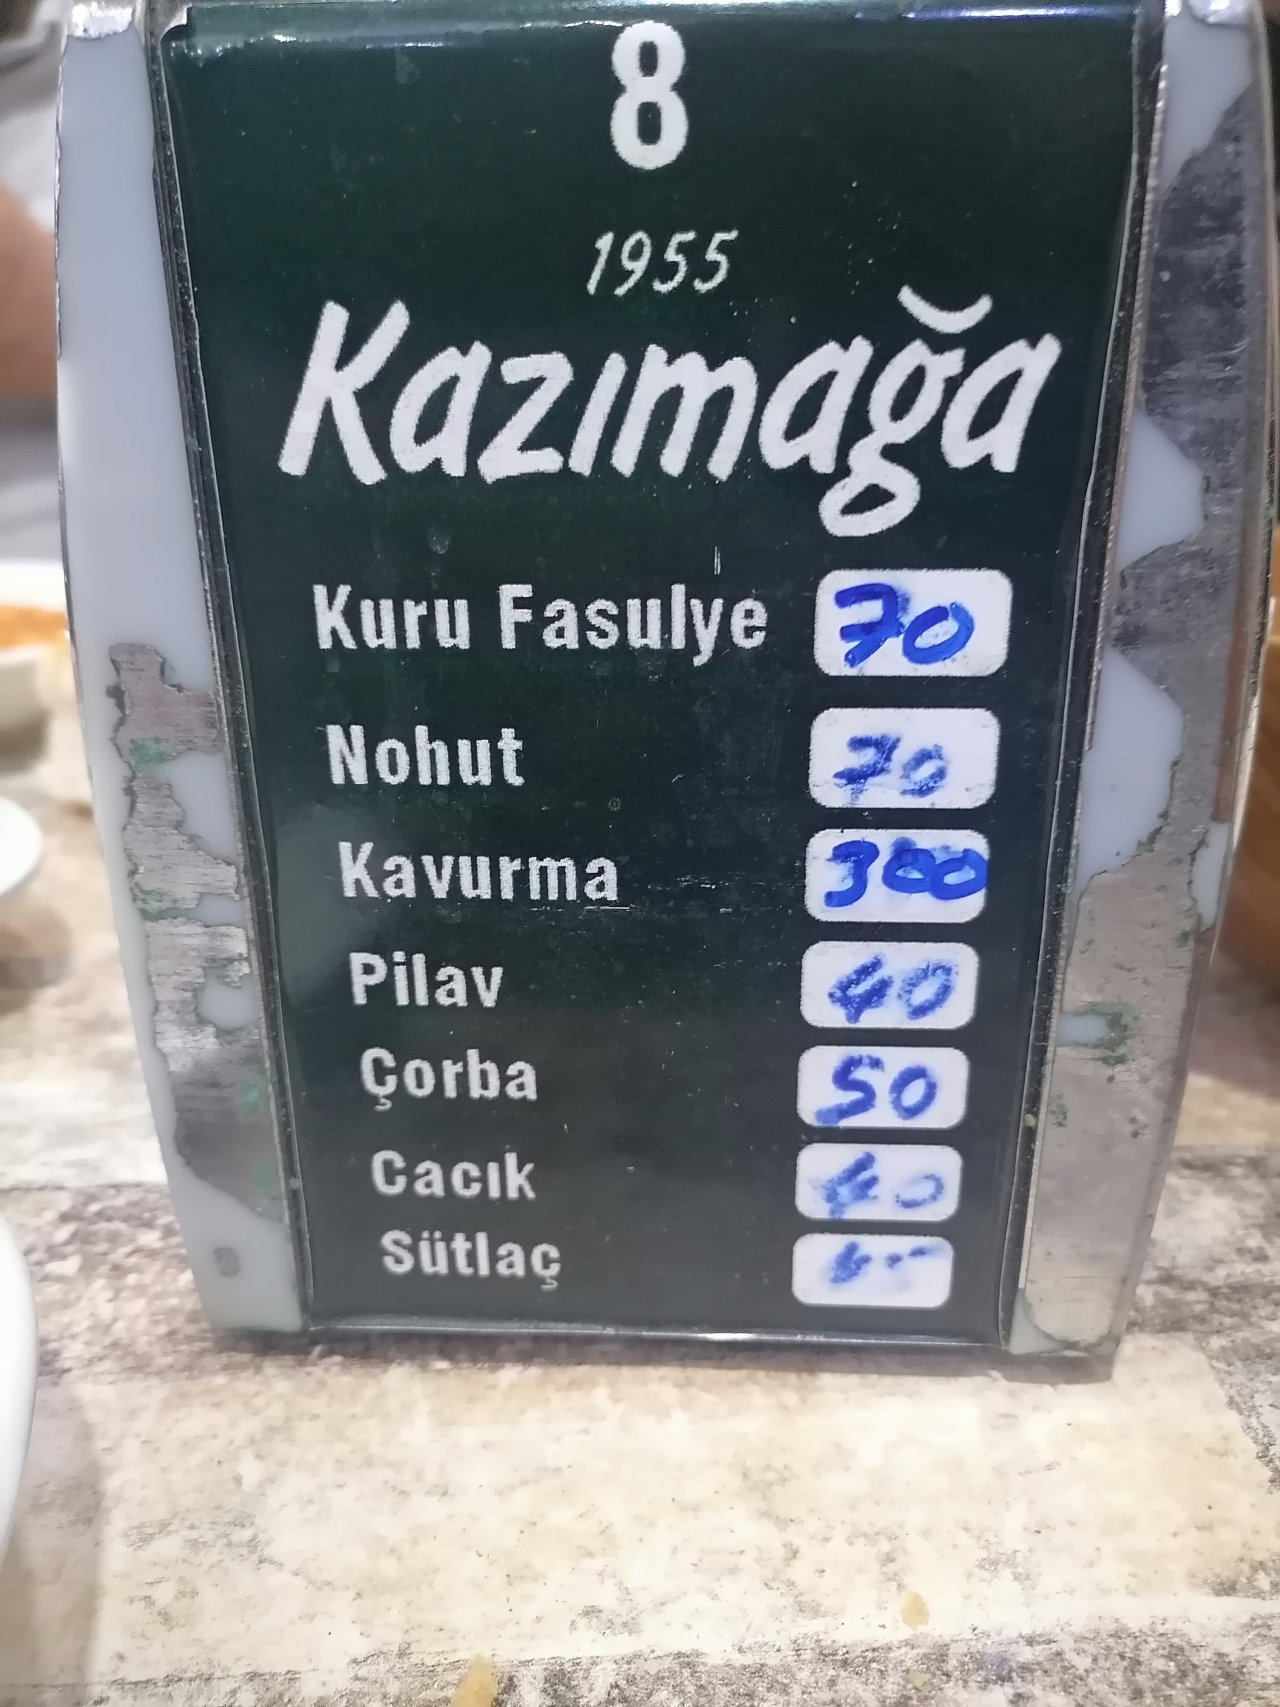 8
1955
Kazımağa
Kuru Fasulye 70
Nohut 70
Kavurma 300
Pilav 40
Çorba 50
Cacık 40
Sütlaç